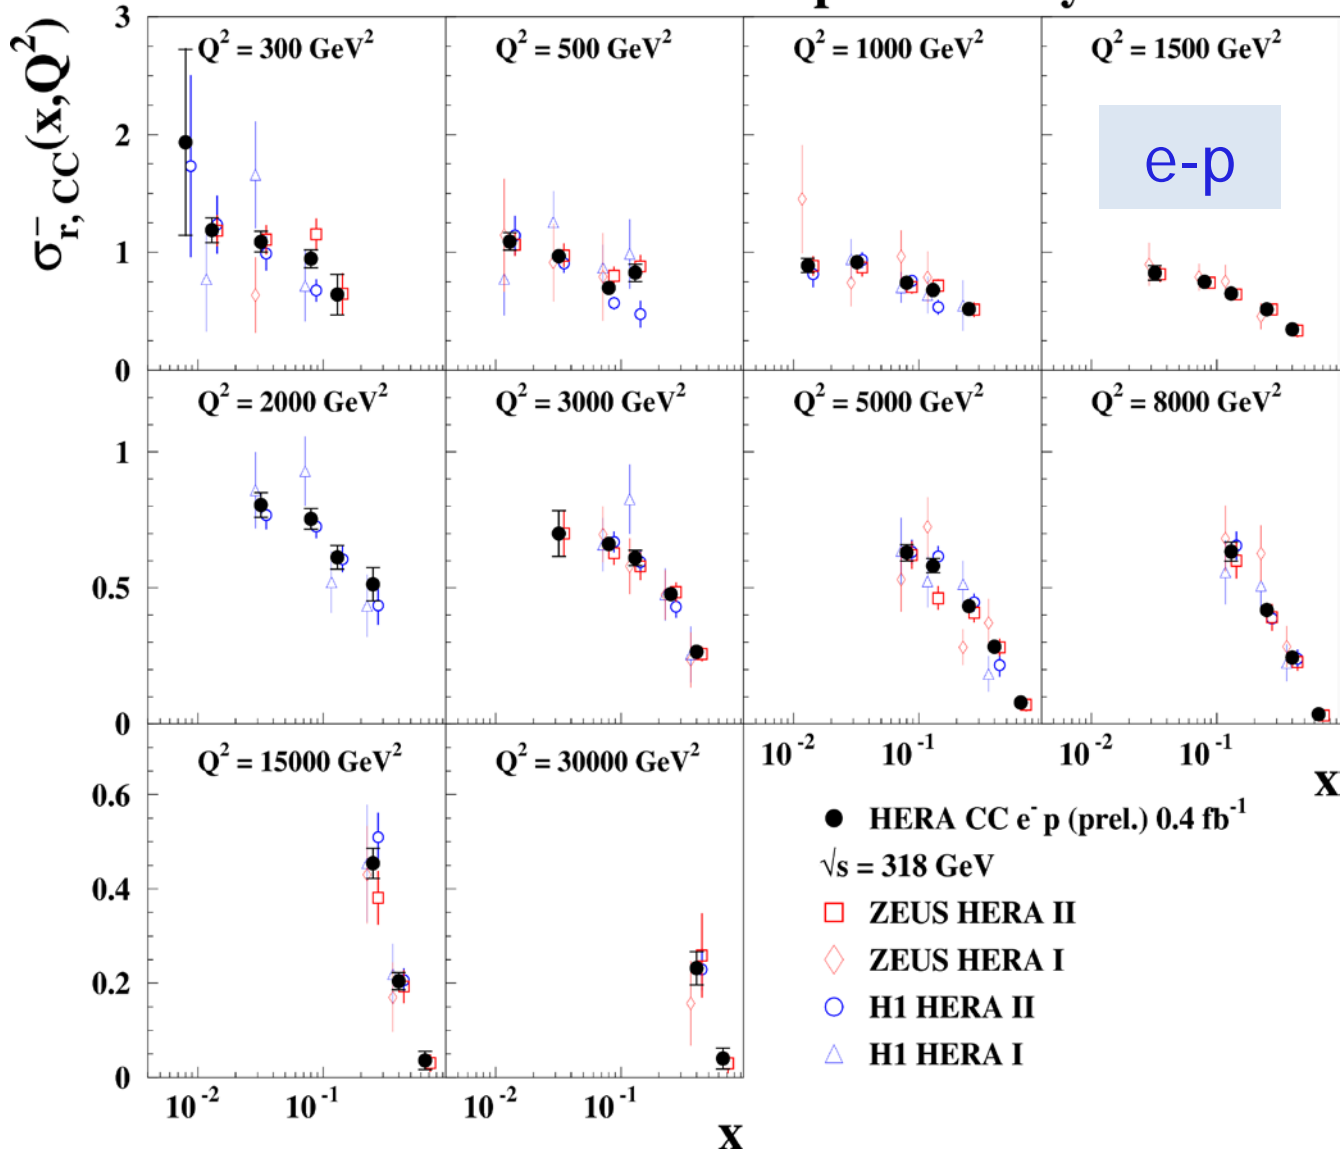 σ⁻r, CC(x,Q²)
3
2
1
0
Q² = 300 GeV²
Q² = 500 GeV²
Q² = 1000 GeV²
Q² = 1500 GeV²
e-p
1
0.5
0
Q² = 2000 GeV²
Q² = 3000 GeV²
Q² = 5000 GeV²
Q² = 8000 GeV²
10⁻² 10⁻¹ 10⁻² 10⁻¹
x
0.6
0.4
0.2
0
Q² = 15000 GeV²
Q² = 30000 GeV²
10⁻² 10⁻¹ 10⁻² 10⁻¹
x
HERA CC e⁻p (prel.) 0.4 fb⁻¹
√s = 318 GeV
ZEUS HERA II
ZEUS HERA I
H1 HERA II
H1 HERA I